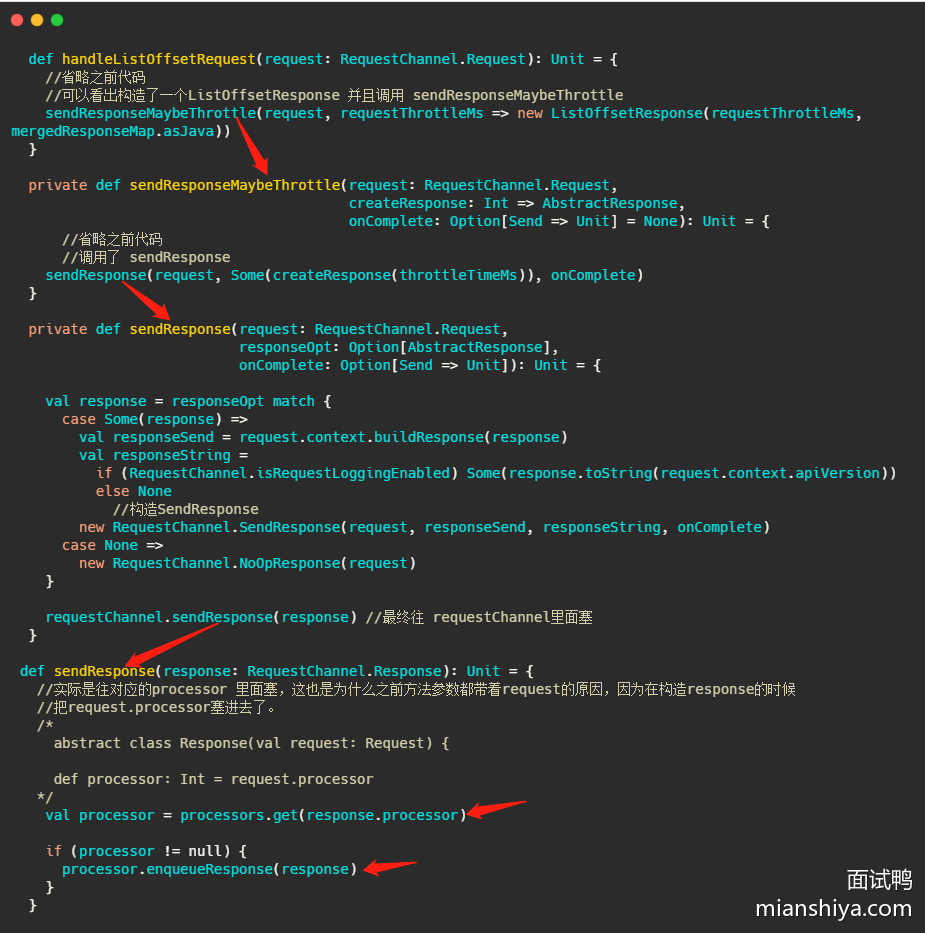 def handleListOffsetRequest(request: RequestChannel.Request): Unit = {
//省略之前代码
//可以看出构造了一个ListOffsetResponse 并且调用 sendResponseMaybeThrottle
sendResponseMaybeThrottle(request, requestThrottleMs => new ListOffsetResponse(requestThrottleMs,
mergedResponseMap.asJava))
}
private def sendResponseMaybeThrottle(request: RequestChannel.Request,
createResponse: Int => AbstractResponse,
onComplete: Option[Send => Unit] = None): Unit = {
//省略之前代码
//调用了 sendResponse
sendResponse(request, Some(createResponse(throttleTimeMs)), onComplete)
}
private def sendResponse(request: RequestChannel.Request,
responseOpt: Option[AbstractResponse],
onComplete: Option[Send => Unit]): Unit = {
val response = responseOpt match {
case Some(response) =>
val responseSend = request.context.buildResponse(response)
val responseString =
if (RequestChannel.isRequestLoggingEnabled) Some(response.toString(request.context.apiVersion))
else None
//构造SendResponse
new RequestChannel.SendResponse(request, responseSend, responseString, onComplete)
case None =>
new RequestChannel.NoOpResponse(request)
}
requestChannel.sendResponse(response) //最终往 requestChannel里面塞
}
def sendResponse(response: RequestChannel.Response): Unit = {
//实际是往对应的processor 里面塞，这也是为什么之前方法参数都带着request的原因，因为在构造response的时候
//把request.processor塞进去了。
/*
abstract class Response(val request: Request) {
def processor: Int = request.processor
*/
val processor = processors.get(response.processor)
if (processor != null) {
processor.enqueueResponse(response)
}
}
面试鸭
mianshiya.com